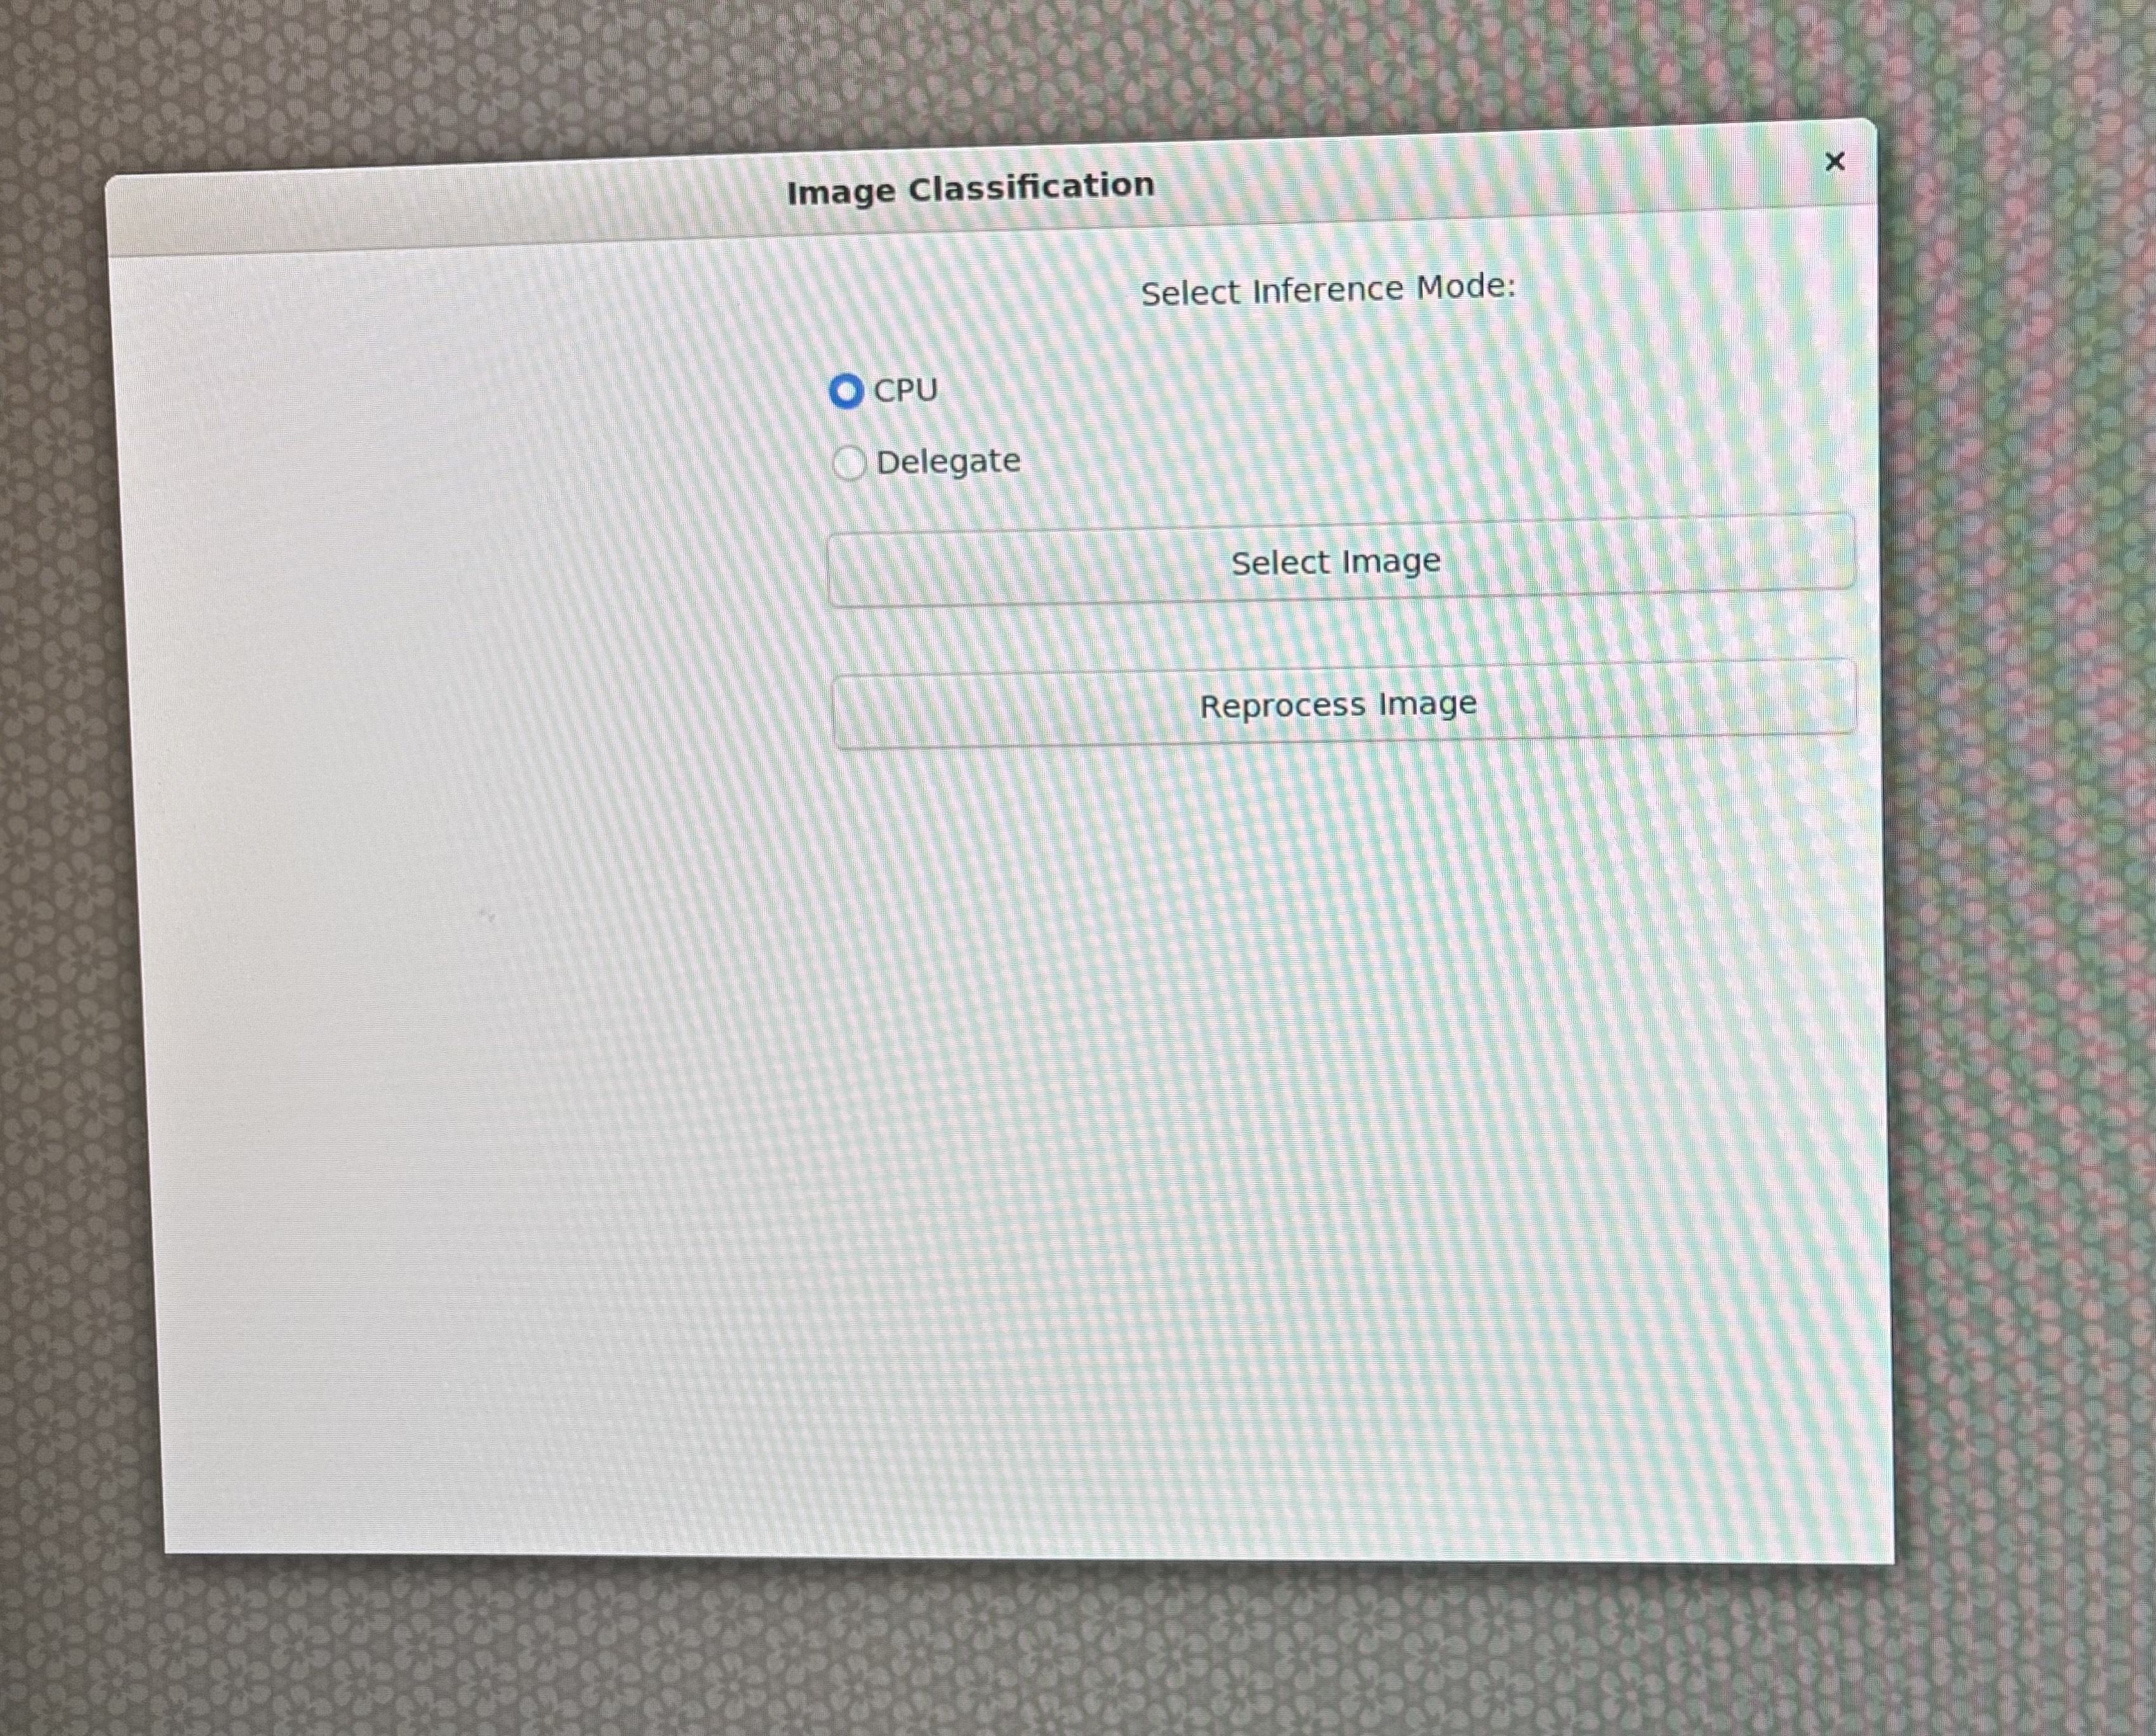 Image Classification
×
Select Inference Mode:
CPU
Delegate
Select Image
Reprocess Image